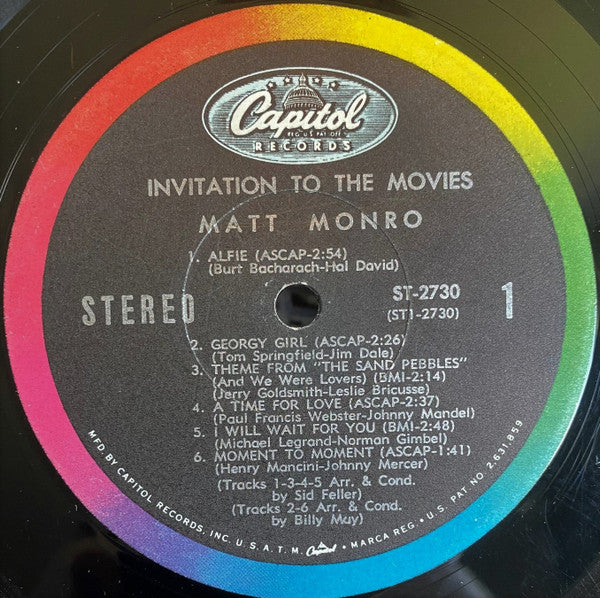 Capitol
REG. U.S. PAT. OFF.
RECORDS
INVITATION TO THE MOVIES
MATT MONRO
1. ALFIE (ASCAP-2:54)
(Burt Bacharach-Hal David)
STEREO
ST-2730
(ST1-2730)
1
2. GEORGY GIRL (ASCAP-2:26)
(Tom Springfield-Jim Dale)
3. THEME FROM "THE SAND PEBBLES"
(And We Were Lovers) (BMI-2:14)
(Jerry Goldsmith-Leslie Bricusse)
4. A TIME FOR LOVE (ASCAP-2:37)
(Paul Francis Webster-Johnny Mandel)
5. I WILL WAIT FOR YOU (BMI-2:48)
(Michael Legrand-Norman Gimbel)
6. MOMENT TO MOMENT (ASCAP-1:41)
(Henry Mancini-Johnny Mercer)
(Tracks 1-3-4-5 Arr. & Cond.
by Sid Feller)
(Tracks 2-6 Arr. & Cond.
by Billy May)
MFD. BY CAPITOL RECORDS, INC. U.S.A. T.M. Capitol MARCA REG. • U.S. PAT. NO. 2,631,859